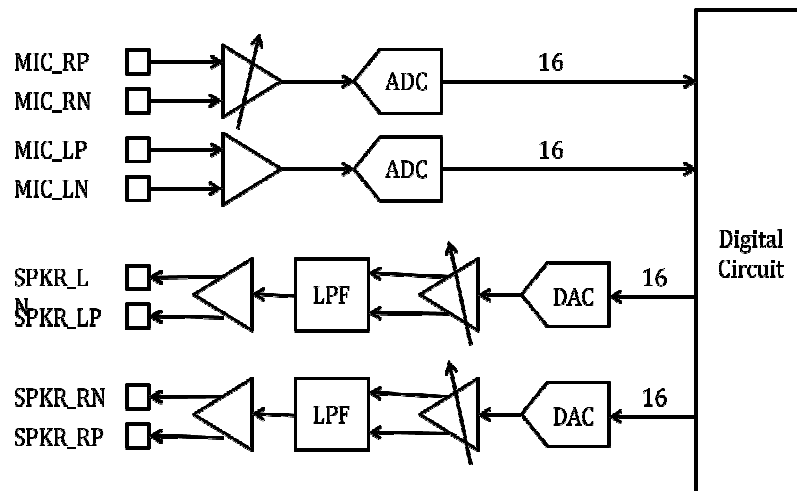 MIC_RP
MIC_RN
ADC
16
MIC_LP
MIC_LN
ADC
16
Digital
Circuit
SPKR_L
N
SPKR_LP
LPF
DAC
16
SPKR_RN
SPKR_RP
LPF
DAC
16